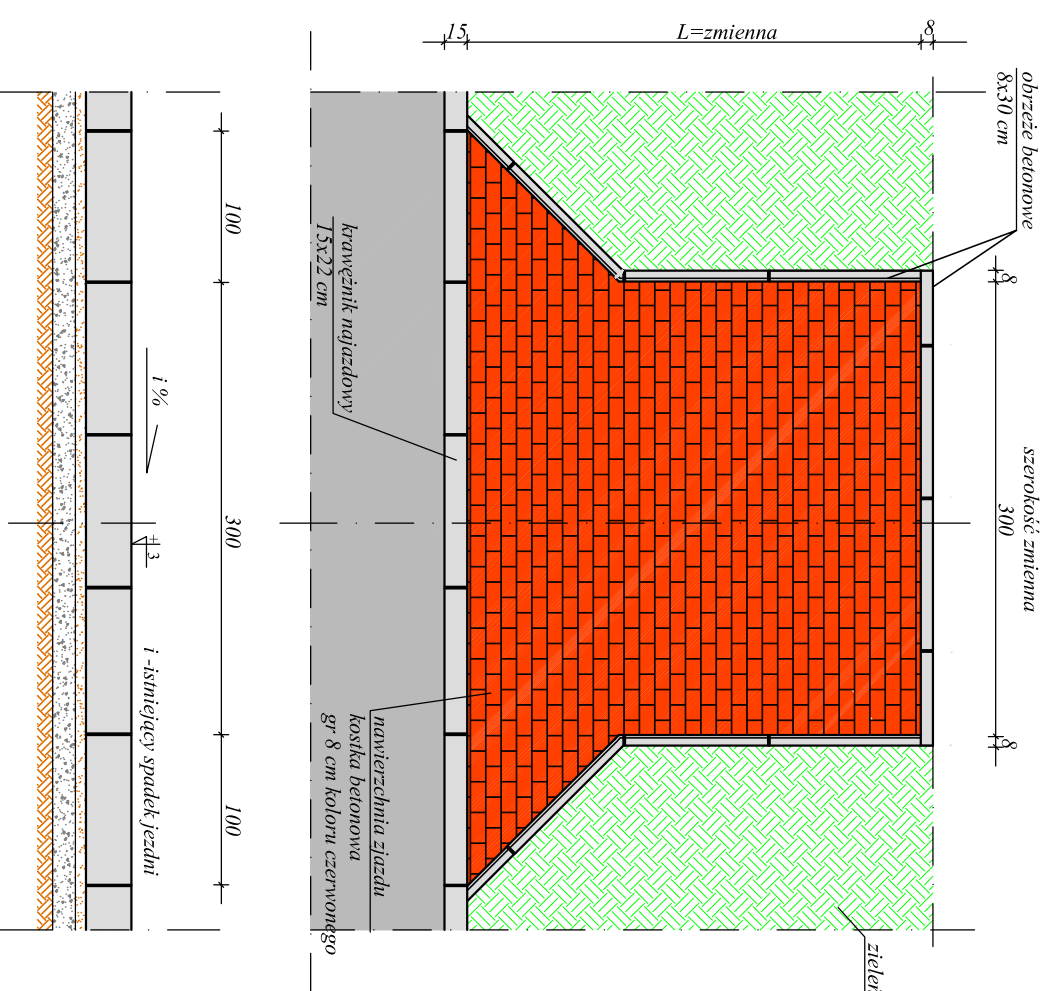 15
L=zmienna
8
obrzeże betonowe
8x30 cm
8
szerokość zmienna
300
8
100
300
100
krawężnik najazdowy
15x22 cm
i %
+3
i -istniejący spadek jezdni
nawierzchnia zjazdu
kostka betonowa
gr 8 cm koloru czerwonego